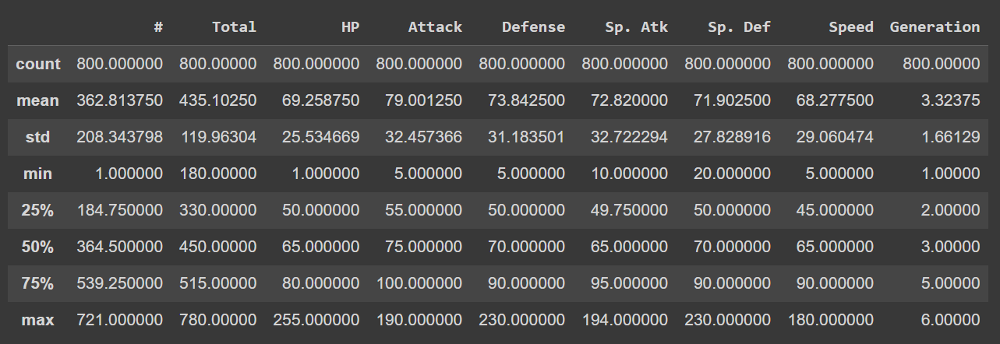 # Total HP Attack Defense Sp. Atk Sp. Def Speed Generation
count 800.000000 800.00000 800.000000 800.000000 800.000000 800.000000 800.000000 800.000000 800.00000
mean 362.813750 435.10250 69.258750 79.001250 73.842500 72.820000 71.902500 68.277500 3.32375
std 208.343798 119.96304 25.534669 32.457366 31.183501 32.722294 27.828916 29.060474 1.66129
min 1.000000 180.00000 1.000000 5.000000 5.000000 10.000000 20.000000 5.000000 1.00000
25% 184.750000 330.00000 50.000000 55.000000 50.000000 49.750000 50.000000 45.000000 2.00000
50% 364.500000 450.00000 65.000000 75.000000 70.000000 65.000000 70.000000 65.000000 3.00000
75% 539.250000 515.00000 80.000000 100.000000 90.000000 95.000000 90.000000 90.000000 5.00000
max 721.000000 780.00000 255.000000 190.000000 230.000000 194.000000 230.000000 180.000000 6.00000